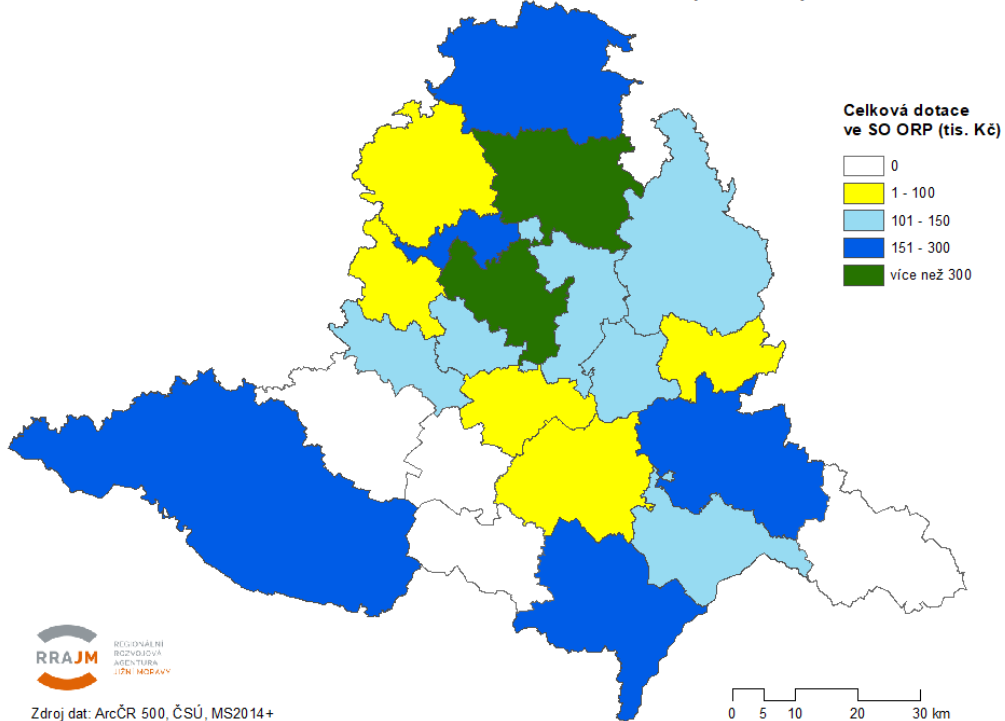 Celková dotace
ve SO ORP (tis. Kč)
0
1 - 100
101 - 150
151 - 300
více než 300
RRAJM
REGIONÁLNÍ
ROZVOJOVÁ
AGENTURA
JIŽNÍ MORAVY
Zdroj dat: ArcČR 500, ČSÚ, MS2014+
0 5 10 20 30 km